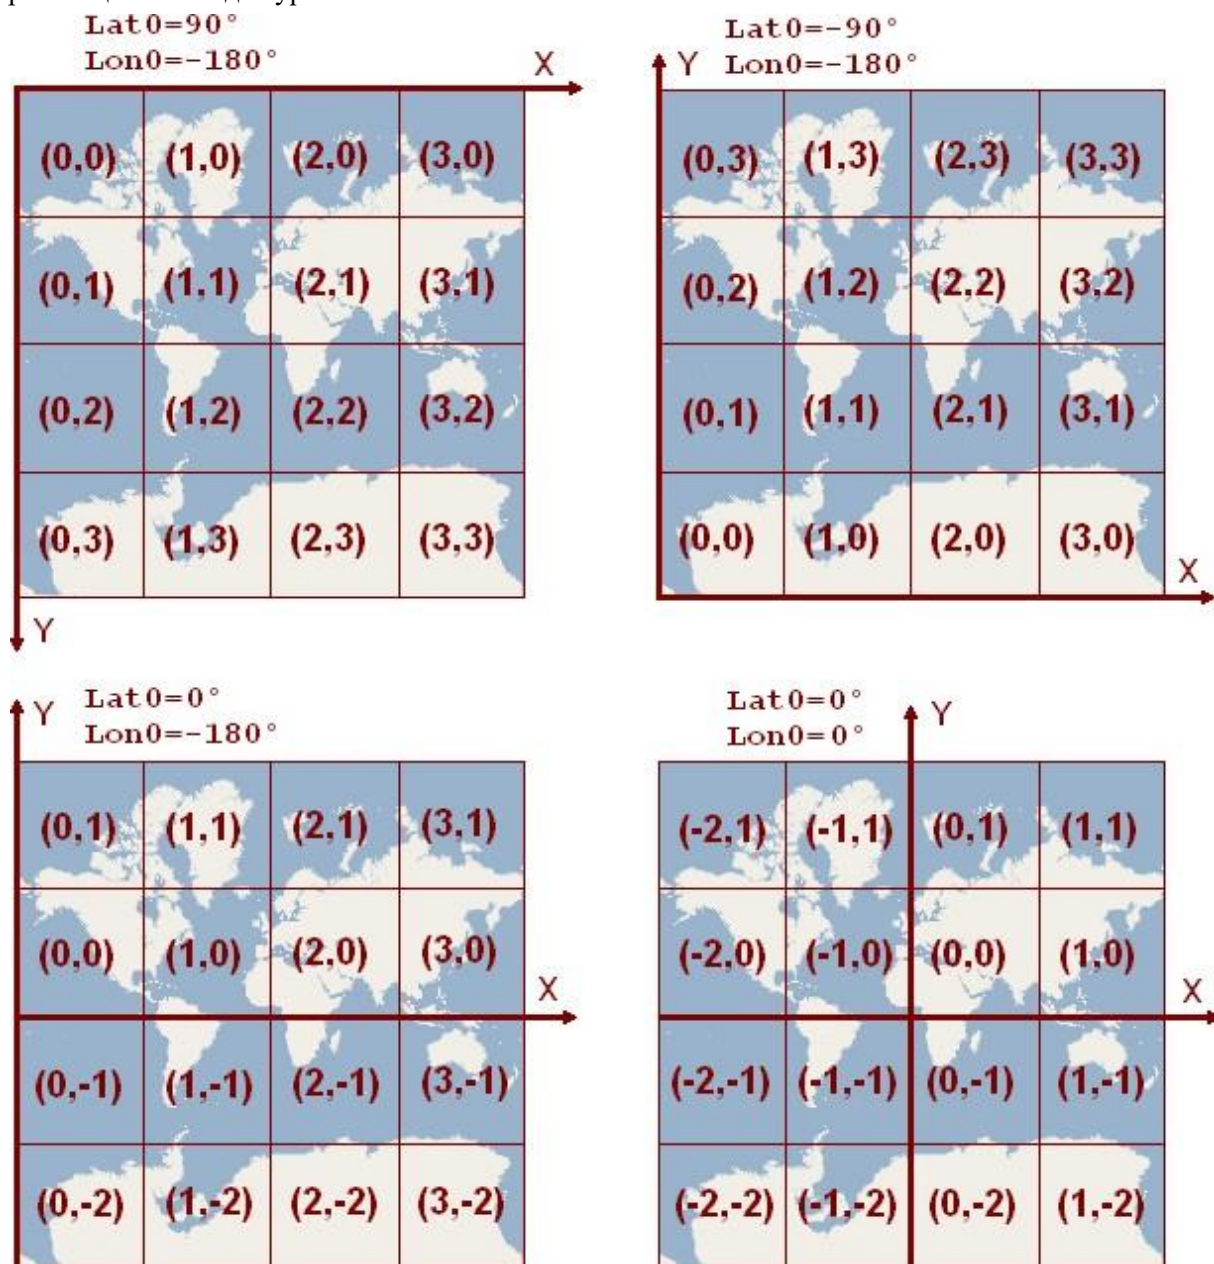 Lat0=90°
Lon0=-180°
X
(0,0) (1,0) (2,0) (3,0)
(0,1) (1,1) (2,1) (3,1)
(0,2) (1,2) (2,2) (3,2)
(0,3) (1,3) (2,3) (3,3)
Y
Lat0=-90°
Y Lon0=-180°
(0,3) (1,3) (2,3) (3,3)
(0,2) (1,2) (2,2) (3,2)
(0,1) (1,1) (2,1) (3,1)
(0,0) (1,0) (2,0) (3,0)
X
Lat0=0°
Y Lon0=-180°
(0,1) (1,1) (2,1) (3,1)
(0,0) (1,0) (2,0) (3,0)
X
(0,-1) (1,-1) (2,-1) (3,-1)
(0,-2) (1,-2) (2,-2) (3,-2)
Lat0=0°
Y
Lon0=0°
(-2,1) (-1,1) (0,1) (1,1)
(-2,0) (-1,0) (0,0) (1,0)
X
(-2,-1) (-1,-1) (0,-1) (1,-1)
(-2,-2) (-1,-2) (0,-2) (1,-2)